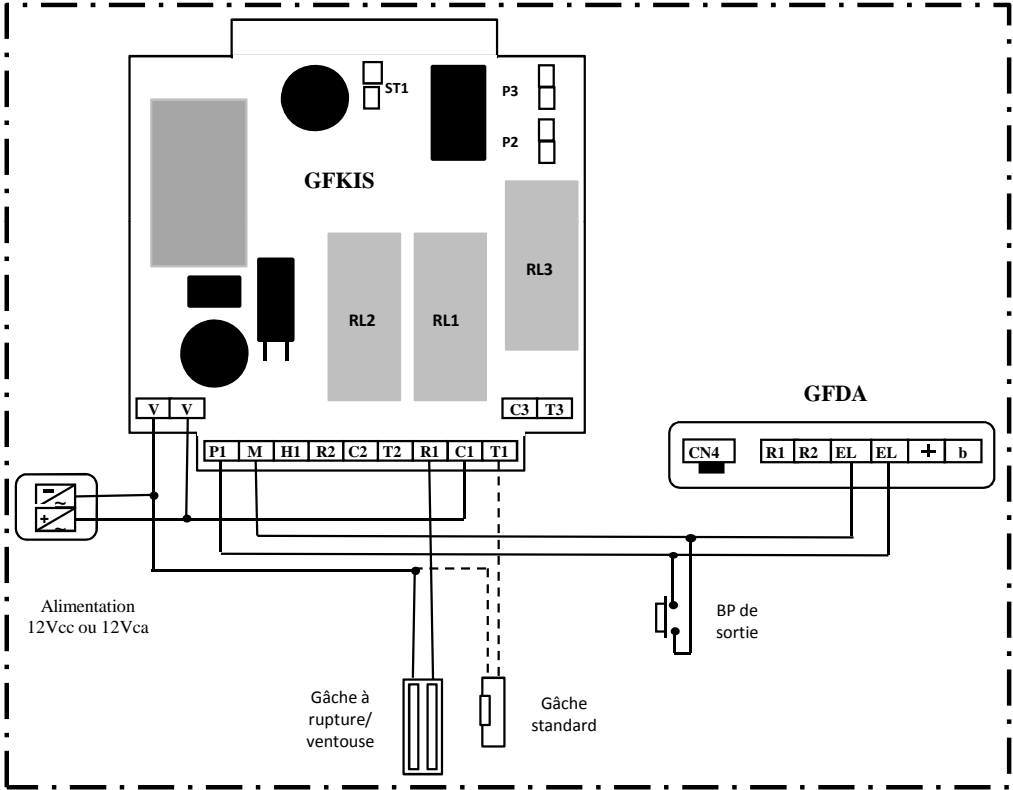 ST1
P3
P2
GFKIS
RL3
RL2
RL1
GFDA
V V
C3 T3
P1 M H1 R2 C2 T2 R1 C1 T1
CN4
R1 R2 EL EL + b
-
~
+
~
Alimentation
12Vcc ou 12Vca
BP de
sortie
Gâche à
rupture/
ventouse
Gâche
standard